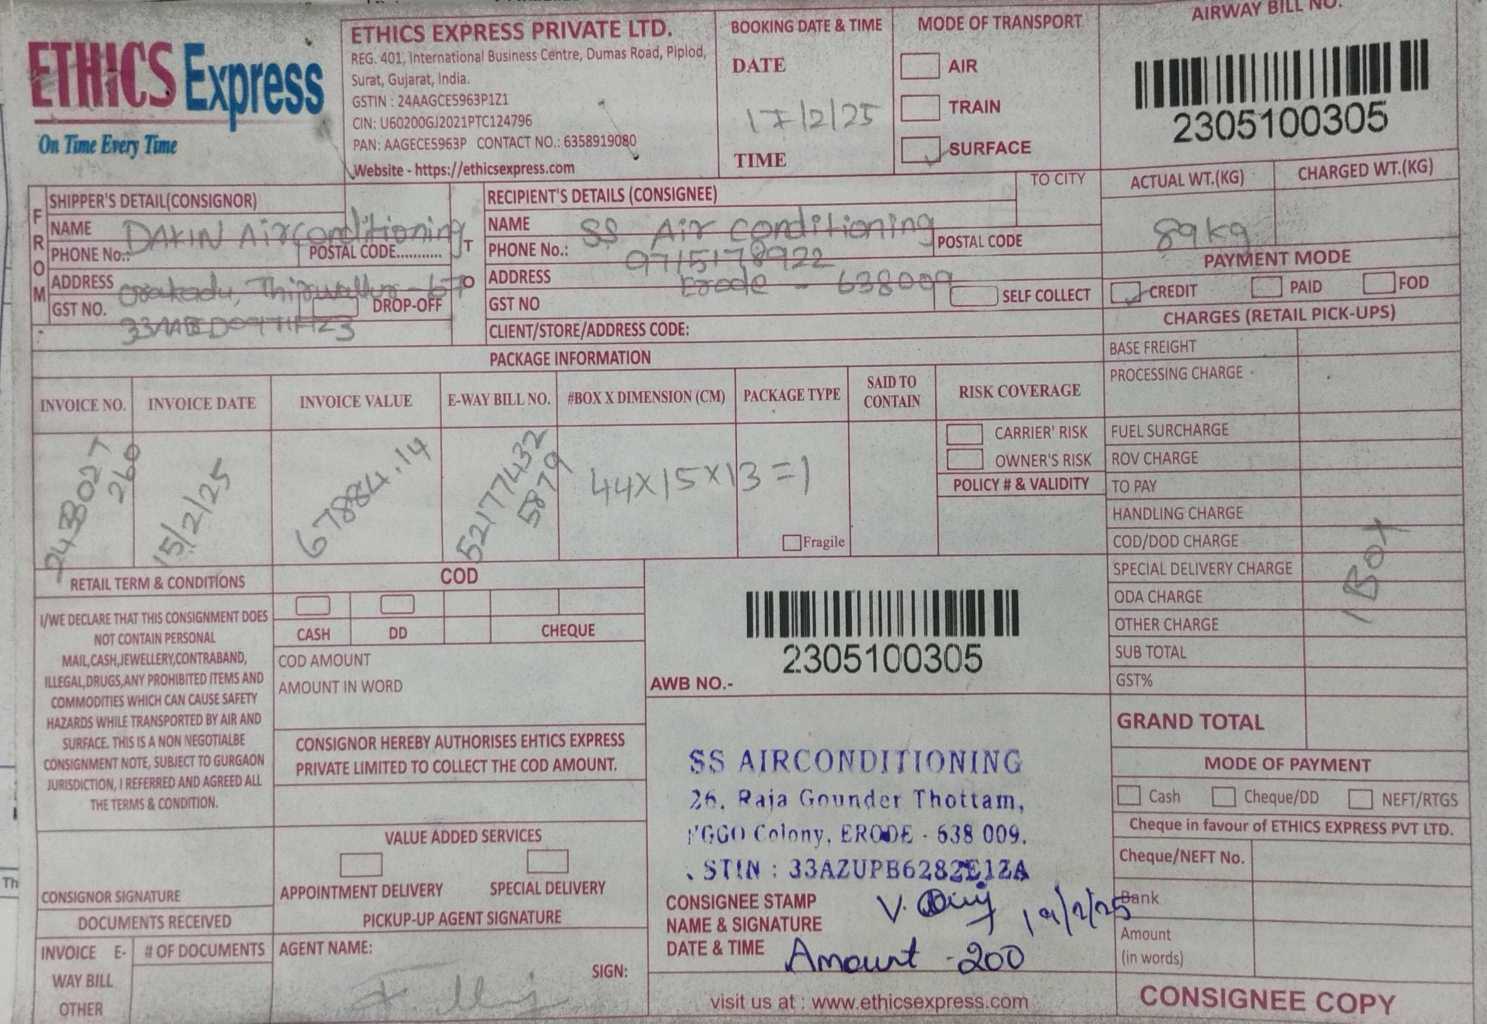 ETHICS Express
On Time Every Time
ETHICS EXPRESS PRIVATE LTD.
REG. 401, International Business Centre, Dumas Road, Piplod,
Surat, Gujarat, India.
GSTIN : 24AAGCE5963P1Z1
CIN: U60200GJ2021PTC124796
PAN: AAGECE5963P CONTACT NO.: 6358919080
Website - https://ethicsexpress.com
BOOKING DATE & TIME
DATE
17/2/25
TIME
MODE OF TRANSPORT
AIR
TRAIN
SURFACE
AIRWAY BILL NO.
2305100305
FROM
SHIPPER'S DETAIL(CONSIGNOR)
NAME DAKIN Airconditioning
PHONE No.:
POSTAL CODE...........
ADDRESS
GST NO.
DROP-OFF
TO
RECIPIENT'S DETAILS (CONSIGNEE)
TO CITY
NAME SS Air conditioning
PHONE No.: 9715178922
POSTAL CODE
ADDRESS Erode - 638009
GST NO
SELF COLLECT
CLIENT/STORE/ADDRESS CODE:
ACTUAL WT.(KG)
89kg
CHARGED WT.(KG)
PAYMENT MODE
CREDIT
PAID
FOD
CHARGES (RETAIL PICK-UPS)
BASE FREIGHT
PROCESSING CHARGE
FUEL SURCHARGE
ROV CHARGE
TO PAY
HANDLING CHARGE
COD/DOD CHARGE
SPECIAL DELIVERY CHARGE
ODA CHARGE
OTHER CHARGE
SUB TOTAL
GST%
GRAND TOTAL
1 BOX
PACKAGE INFORMATION
INVOICE NO.
INVOICE DATE
INVOICE VALUE
E-WAY BILL NO.
#BOX X DIMENSION (CM)
PACKAGE TYPE
SAID TO
CONTAIN
RISK COVERAGE
260
15/2/25
67884.14
52177432
5879
44x15x13=1
Fragile
CARRIER' RISK
OWNER'S RISK
POLICY # & VALIDITY
RETAIL TERM & CONDITIONS
I/WE DECLARE THAT THIS CONSIGNMENT DOES
NOT CONTAIN PERSONAL
MAIL,CASH,JEWELLERY,CONTRABAND,
ILLEGAL,DRUGS,ANY PROHIBITED ITEMS AND
COMMODITIES WHICH CAN CAUSE SAFETY
HAZARDS WHILE TRANSPORTED BY AIR AND
SURFACE. THIS IS A NON NEGOTIALBE
CONSIGNMENT NOTE, SUBJECT TO GURGAON
JURISDICTION, I REFERRED AND AGREED ALL
THE TERMS & CONDITION.
CONSIGNOR SIGNATURE
DOCUMENTS RECEIVED
INVOICE E-
WAY BILL
OTHER
# OF DOCUMENTS
COD
CASH
DD
CHEQUE
COD AMOUNT
AMOUNT IN WORD
CONSIGNOR HEREBY AUTHORISES EHTICS EXPRESS
PRIVATE LIMITED TO COLLECT THE COD AMOUNT.
VALUE ADDED SERVICES
APPOINTMENT DELIVERY
SPECIAL DELIVERY
PICKUP-UP AGENT SIGNATURE
AGENT NAME:
SIGN:
2305100305
AWB NO.-
SS AIRCONDITIONING
26, Raja Gounder Thottam,
Colony, ERODE - 638 009.
STIN : 33AZUPB6282E1ZA
CONSIGNEE STAMP
NAME & SIGNATURE
DATE & TIME
19/2/25
Amount -200
visit us at : www.ethicsexpress.com
MODE OF PAYMENT
Cash
Cheque/DD
NEFT/RTGS
Cheque in favour of ETHICS EXPRESS PVT LTD.
Cheque/NEFT No.
Bank
Amount
(in words)
CONSIGNEE COPY